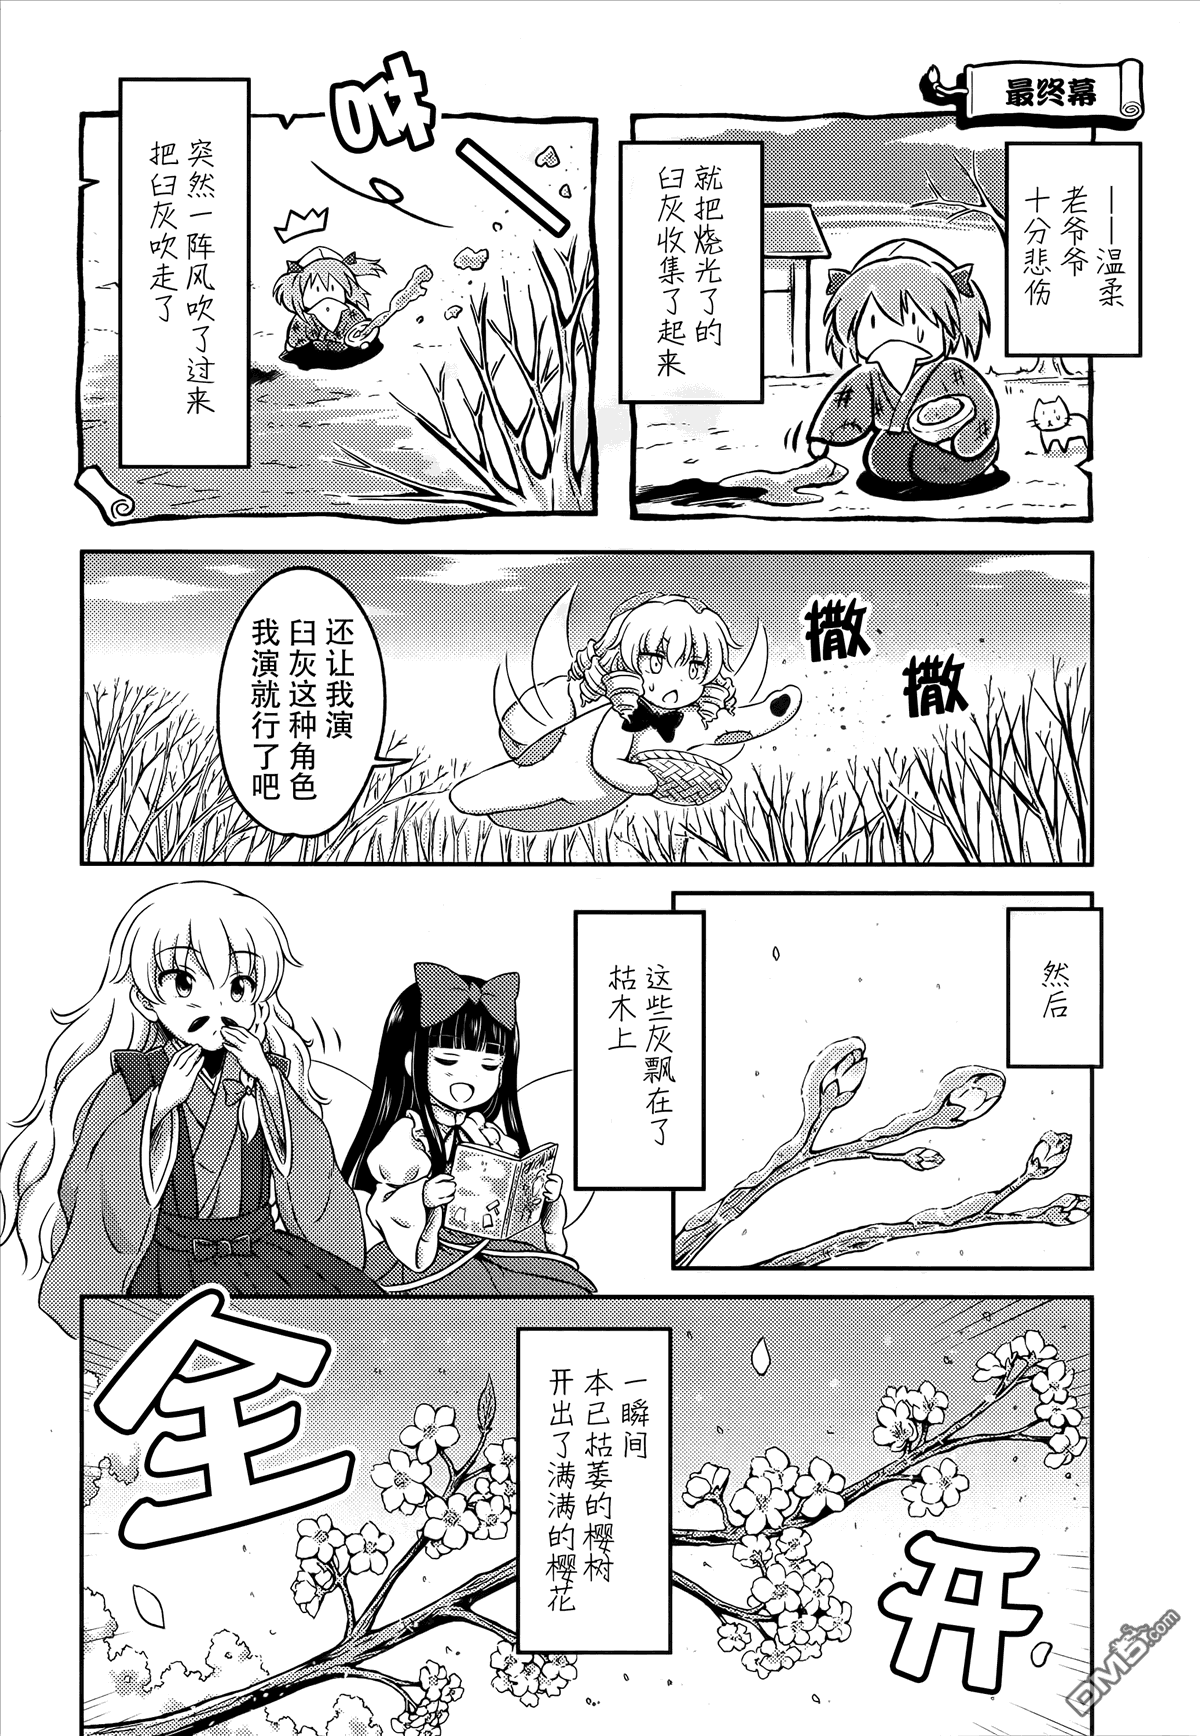 最终幕
——温柔
老爷爷
十分悲伤
就把烧光了的
臼灰收集了起来
咻
突然一阵风吹了过来
把臼灰吹走了
撒
撒
还让我演
臼灰这种角色
我演就行了吧
然后
这些灰飘在了
枯木上
一瞬间
本已枯萎的樱树
开出了满满的樱花
全
开
DM5.com